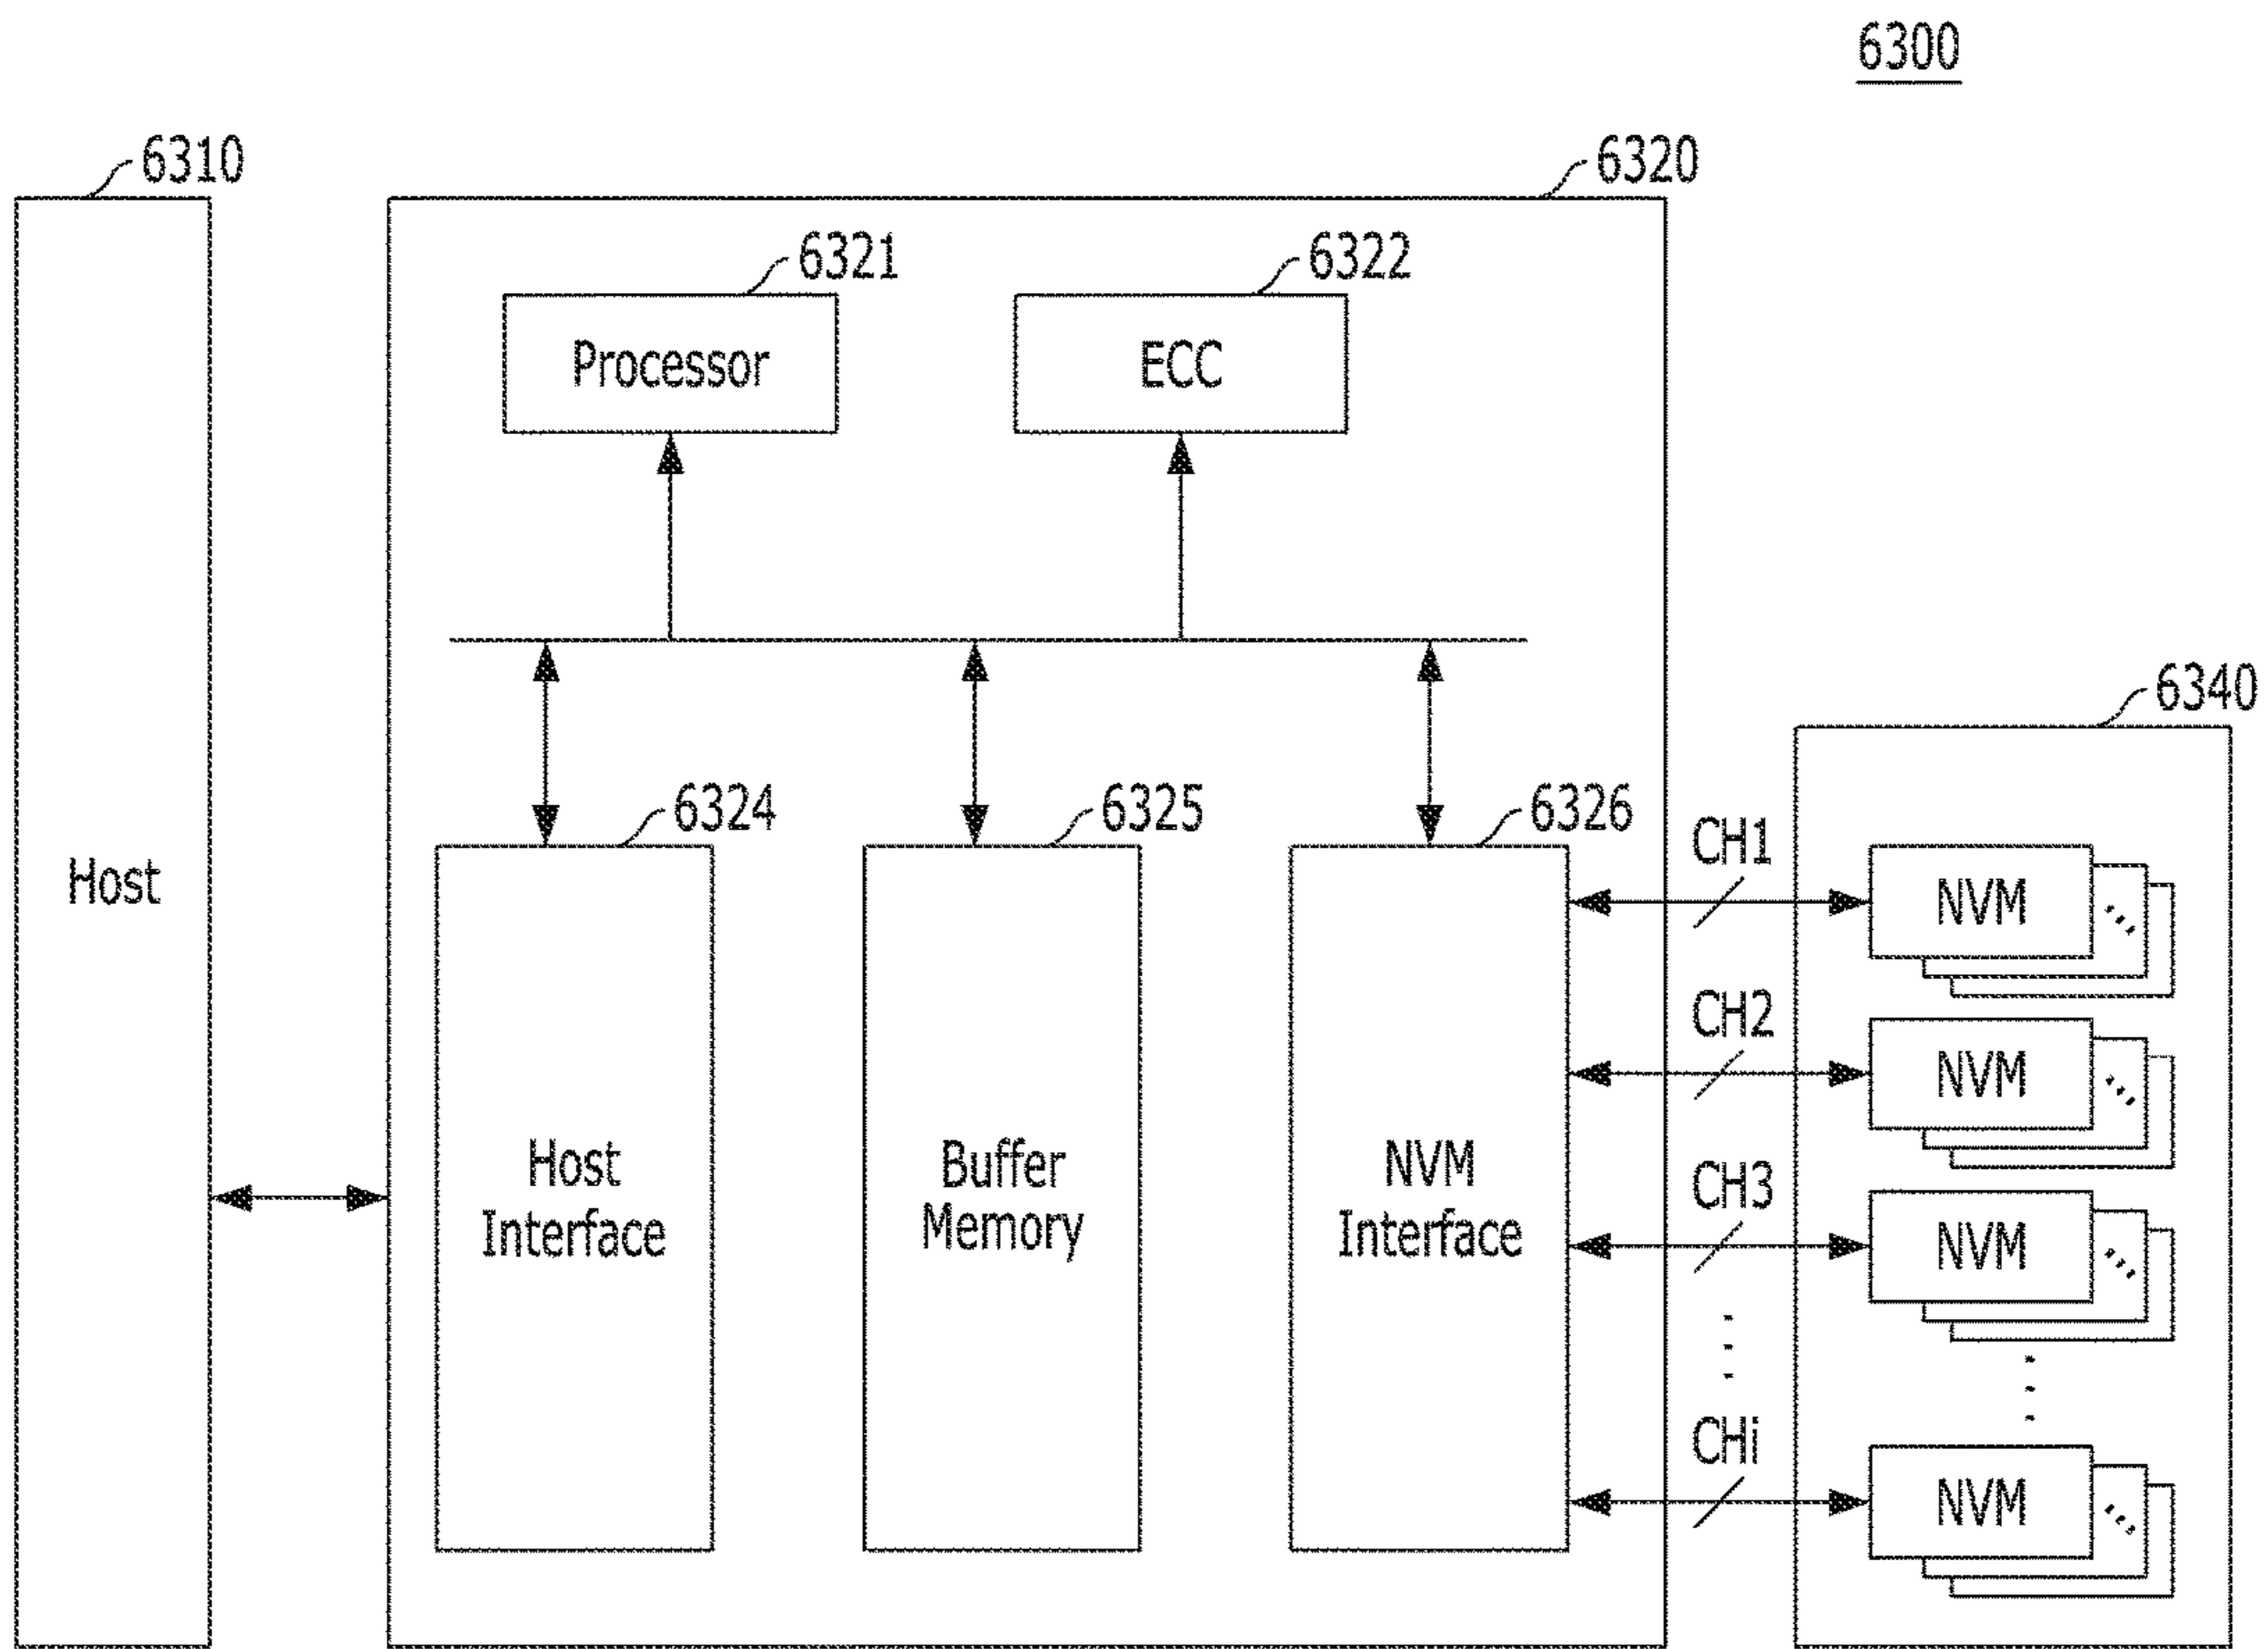 6300
6310
6320
6321
6322
Processor
ECC
6340
6324
6325
6326
CH1
Host
NVM
CH2
NVM
Host
Interface
Buffer
Memory
NVM
Interface
CH3
NVM
CHi
NVM